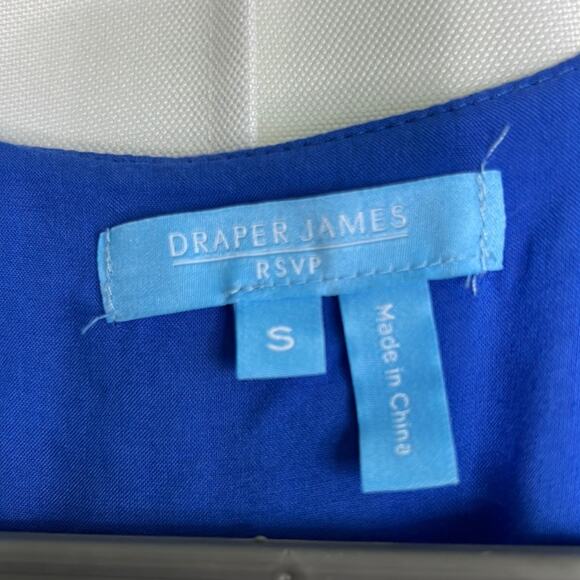 DRAPER JAMES
RSVP
S
Made in China